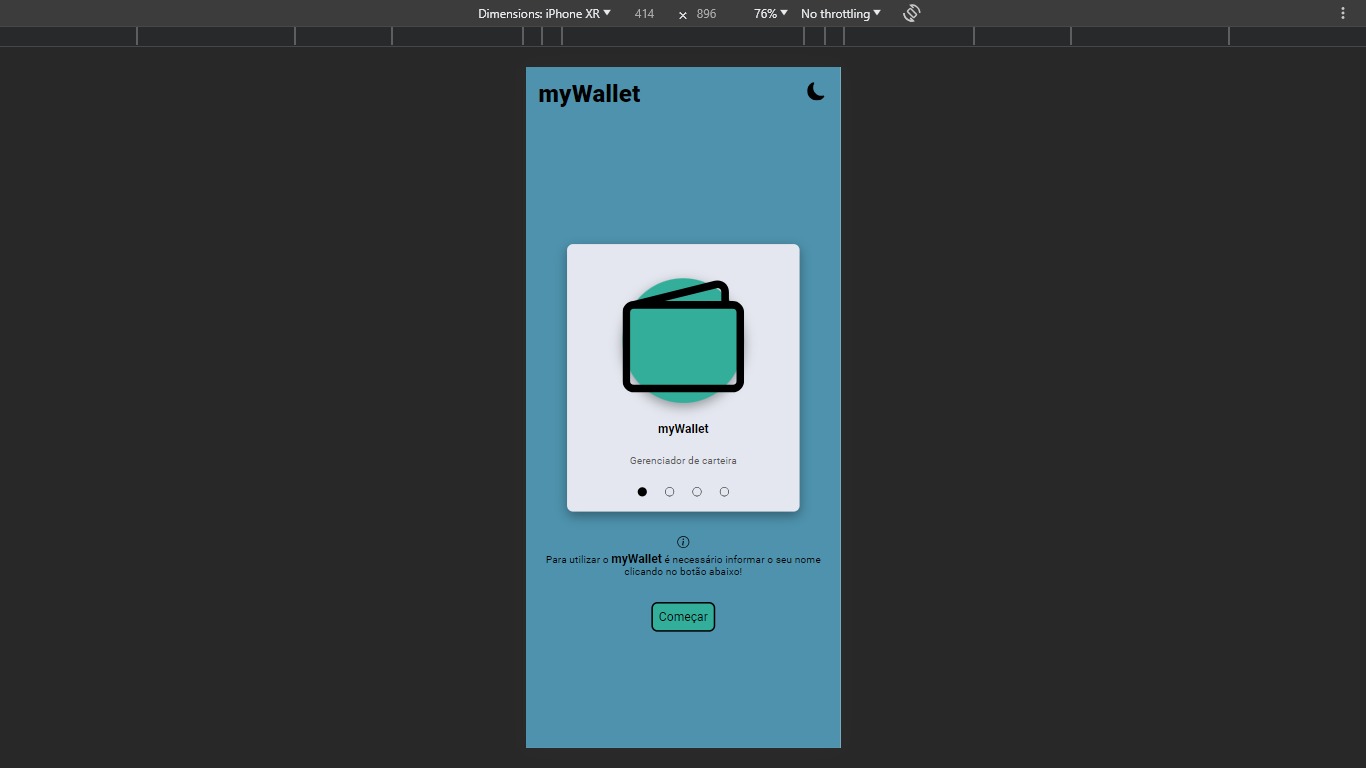 Dimensions: iPhone XR 414 × 896 76% No throttling
myWallet
myWallet
Gerenciador de carteira
Para utilizar o myWallet é necessário informar o seu nome
clicando no botão abaixo!
Começar